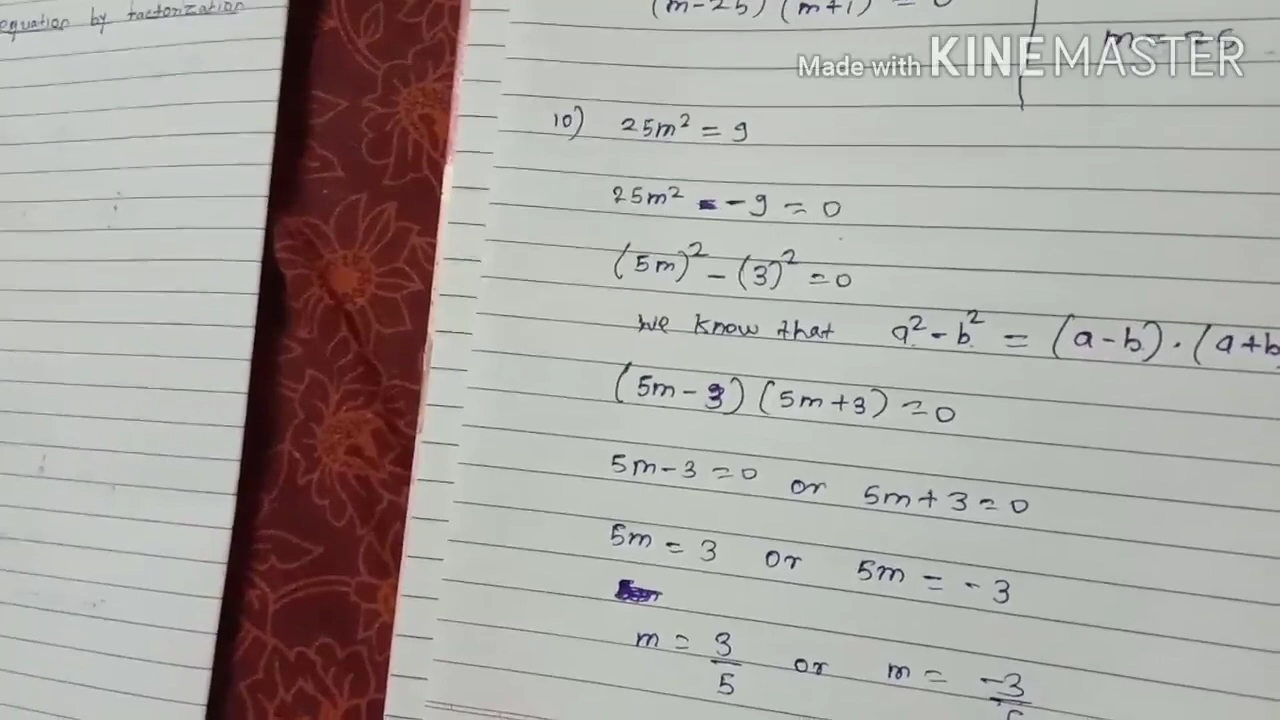 equation by factorization
(m-25) (m+1) = 0
Made with KINEMASTER
10) 25m² = 9
25m² - 9 = 0
(5m)² - (3)² = 0
We know that a² - b² = (a-b) . (a+b
(5m-3) (5m+3) = 0
5m-3 = 0 or 5m+3 = 0
5m = 3 or 5m = -3
m = 3/5 or m = -3/5